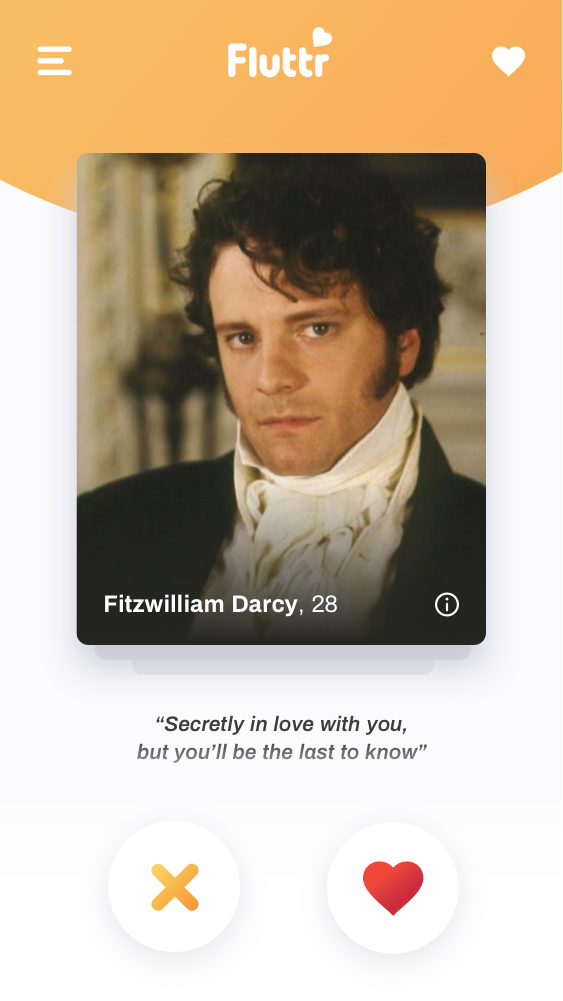 Fluttr
Fitzwilliam Darcy, 28
“Secretly in love with you,
but you’ll be the last to know”